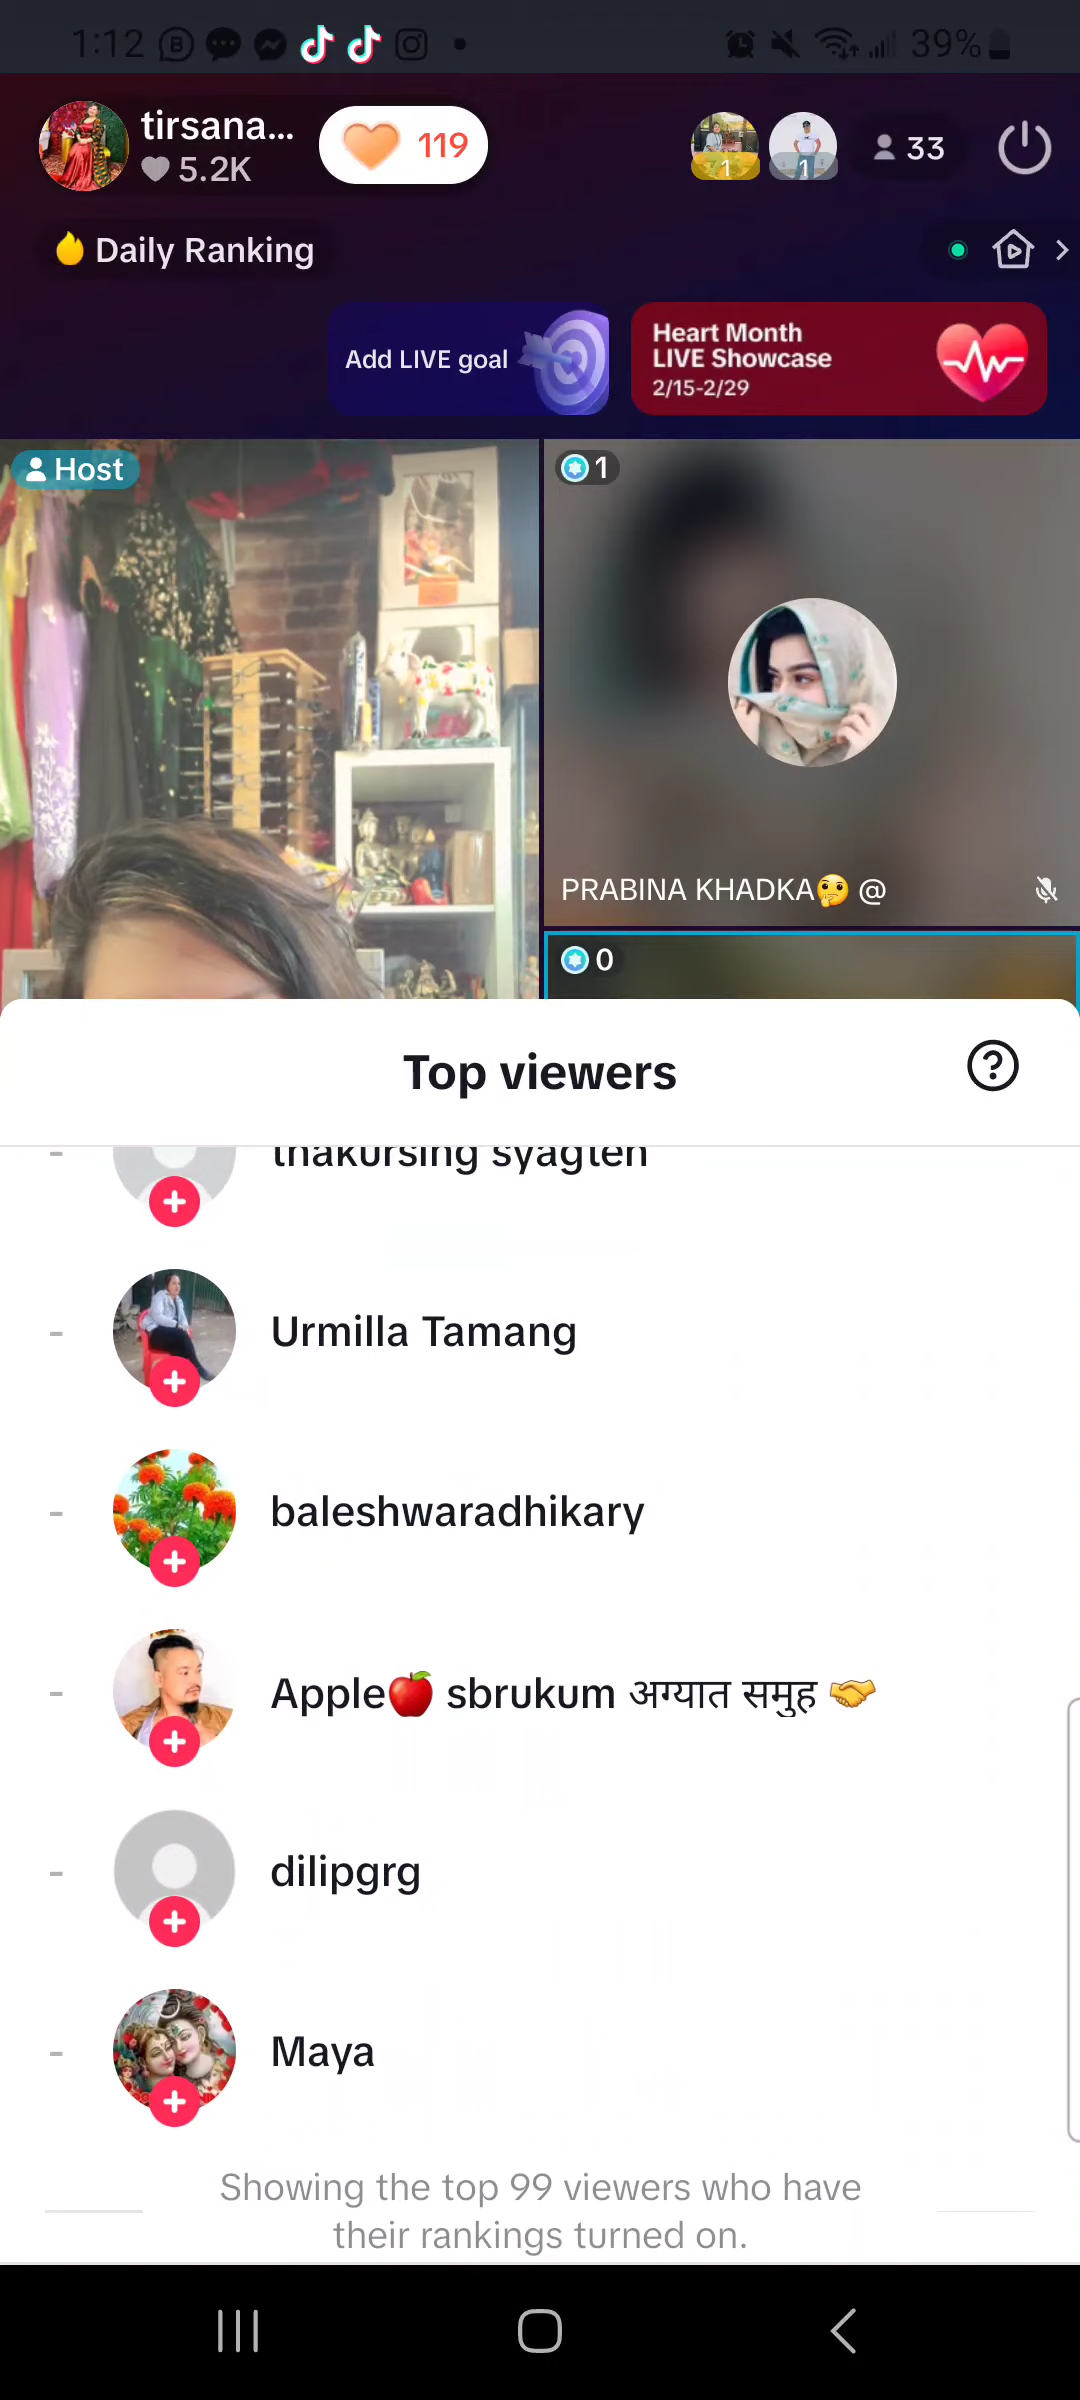 1:12
39%
tirsana...
5.2K
119
1
1
33
Daily Ranking
Add LIVE goal
Heart Month
LIVE Showcase
2/15-2/29
Host
1
PRABINA KHADKA🤔 @
0
Top viewers
thakursing syagten
Urmilla Tamang
baleshwaradhikary
Apple🍎 sbrukum अग्यात समुह 🤝
dilipgrg
Maya
Showing the top 99 viewers who have
their rankings turned on.